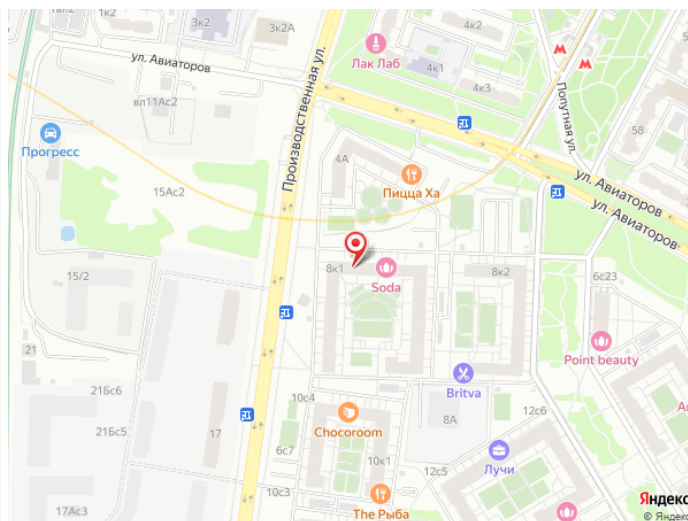 1к2
3к2
3к2А
ул. Авиаторов
вл11Ас2
Производственная ул.
Лак Лаб
4к2
4к1
4к3
Попутная ул.
58
Прогресс
15Ас2
4А
Пицца Ха
ул. Авиаторов
ул. Авиаторов
15/2
8к1
Soda
8к2
6с23
21
Point beauty
21Бс6
Britva
10с4
Chocoroom
8А
12с6
21Бс5
17
6с7
10к1
Лучи
12с5
10с3
17Ас3
The Рыба
Яндекс